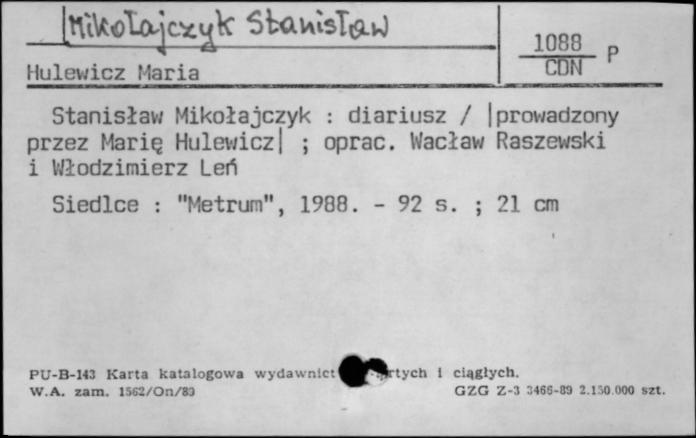 |Mikołajczyk Stanisław
1088 P
CDN
Hulewicz Maria
Stanisław Mikołajczyk : diariusz / |prowadzony
przez Marię Hulewicz| ; oprac. Wacław Raszewski
i Włodzimierz Leń
Siedlce : "Metrum", 1988. - 92 s. ; 21 cm
PU-B-143 Karta katalogowa wydawnict rtych i ciągłych.
W.A. zam. 1562/On/89 GZG Z-3 3466-89 2.150.000 szt.